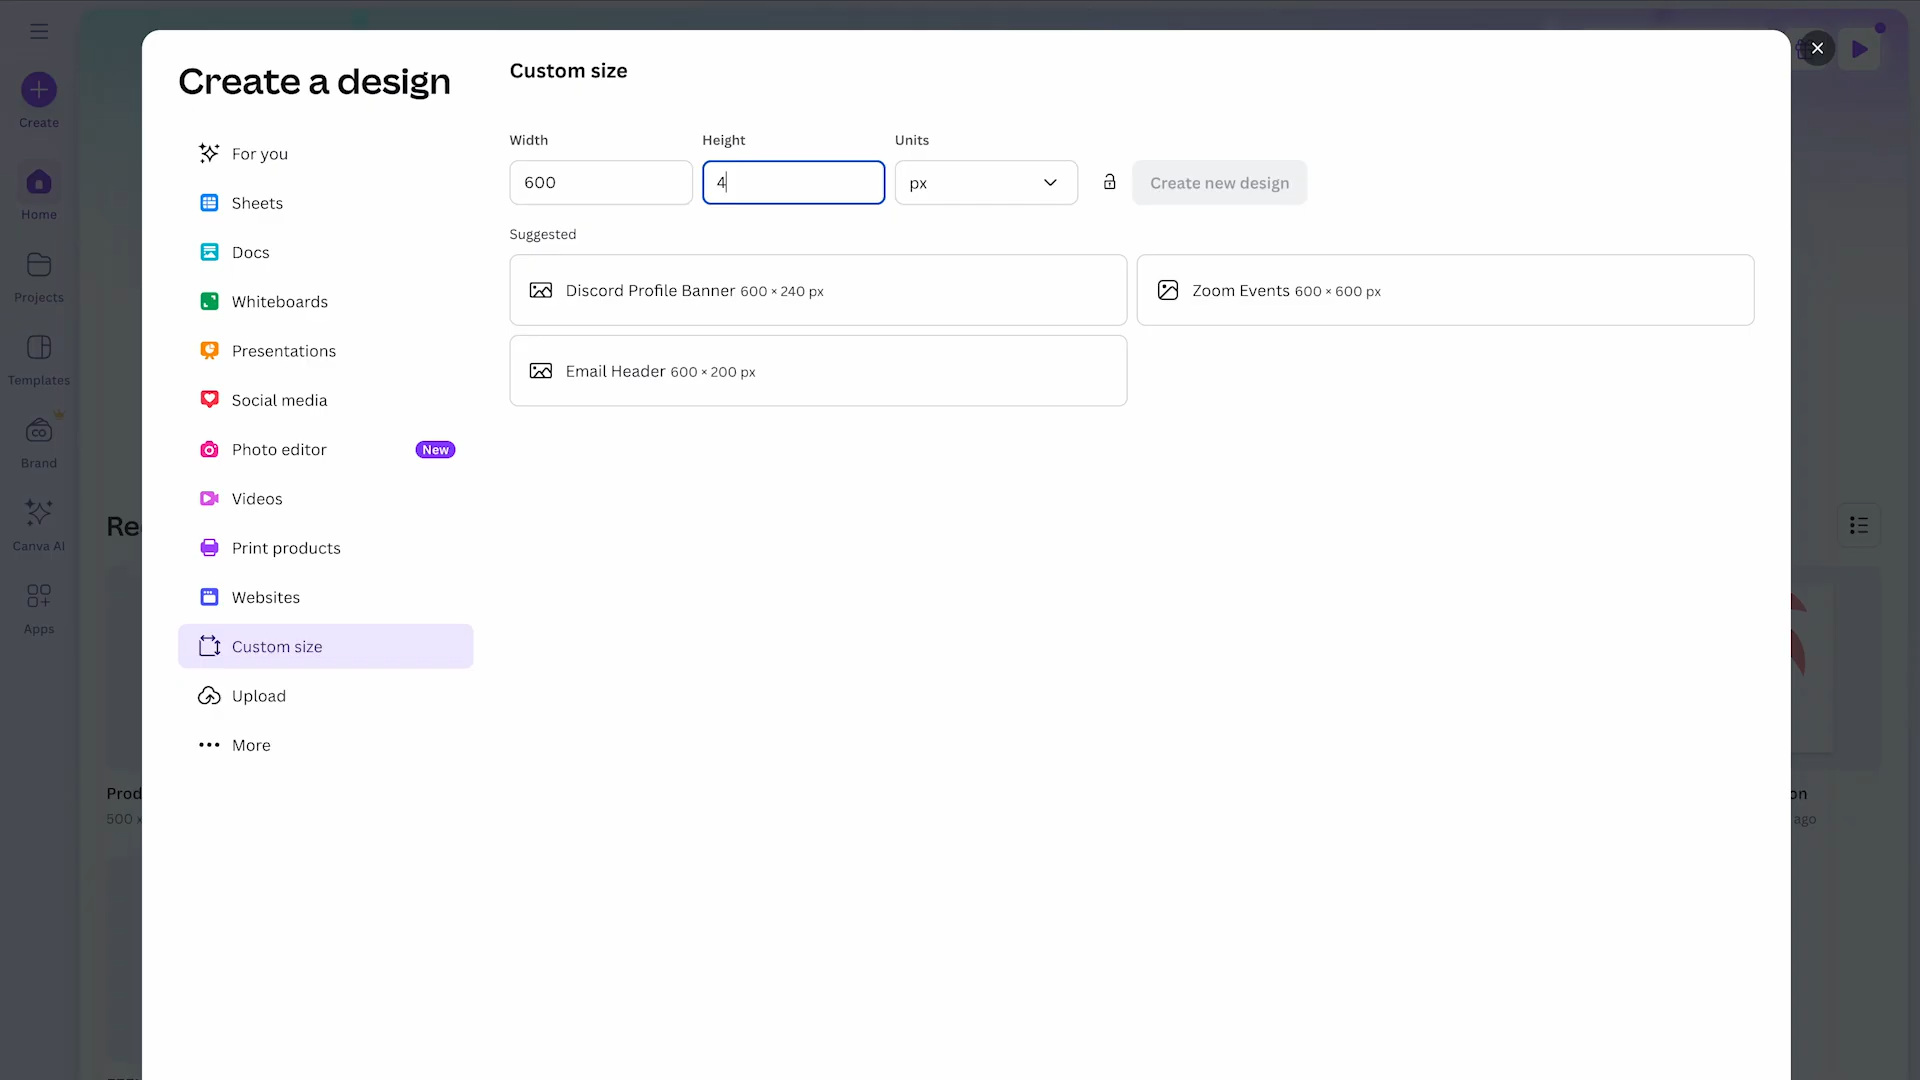 Create
Home
Projects
Templates
Brand
Canva AI
Apps
Create a design
For you
Sheets
Docs
Whiteboards
Presentations
Social media
Photo editor
New
Videos
Print products
Websites
Custom size
Upload
More
Custom size
Width
Height
Units
600
4
px
Create new design
Suggested
Discord Profile Banner 600 × 240 px
Zoom Events 600 × 600 px
Email Header 600 × 200 px
Re
Prod
500 x
on
ago